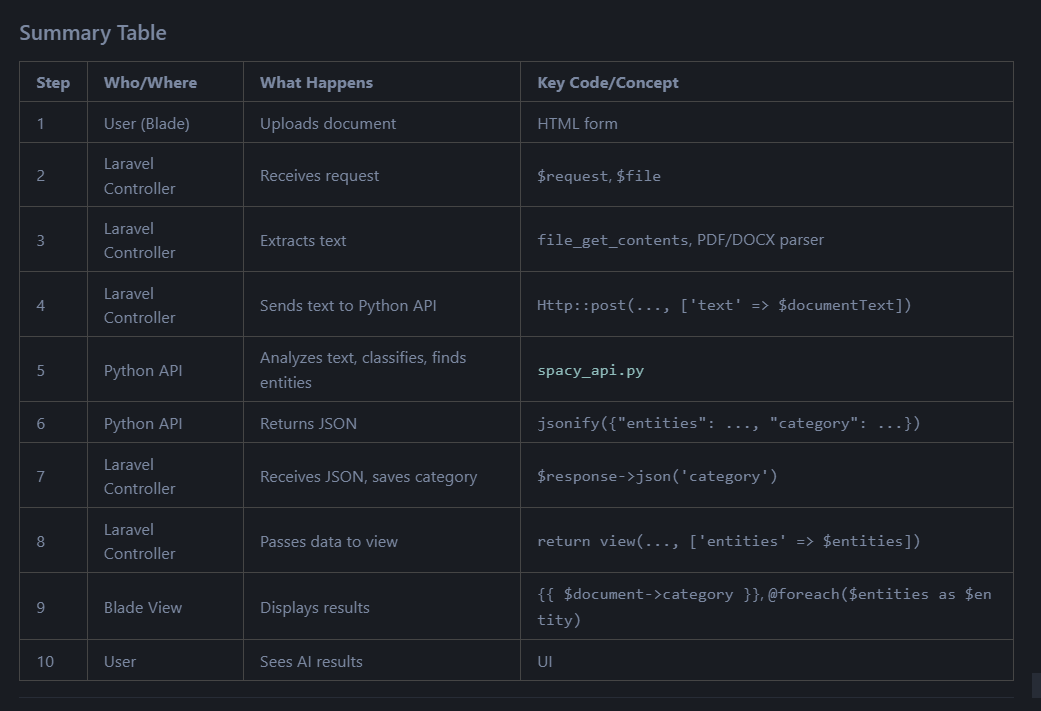 Summary Table
Step Who/Where What Happens Key Code/Concept
1 User (Blade) Uploads document HTML form
2 Laravel Controller Receives request $request, $file
3 Laravel Controller Extracts text file_get_contents, PDF/DOCX parser
4 Laravel Controller Sends text to Python API Http::post(..., ['text' => $documentText])
5 Python API Analyzes text, classifies, finds entities spacy_api.py
6 Python API Returns JSON jsonify({"entities": ..., "category": ...})
7 Laravel Controller Receives JSON, saves category $response->json('category')
8 Laravel Controller Passes data to view return view(..., ['entities' => $entities])
9 Blade View Displays results {{ $document->category }}, @foreach($entities as $entity)
10 User Sees AI results UI